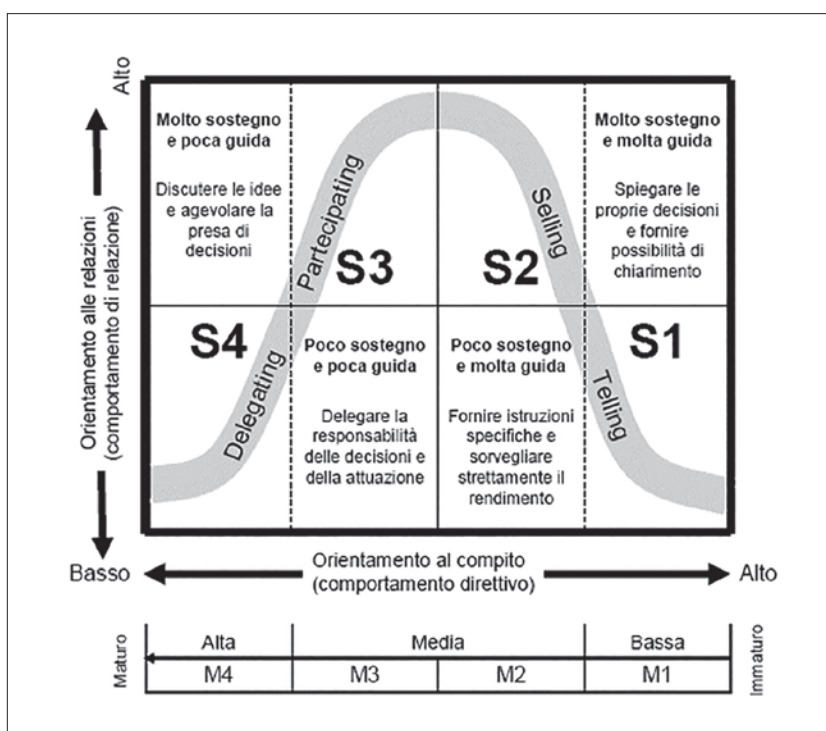 Alto
Orientamento alle relazioni
(comportamento di relazione)
Molto sostegno
e poca guida
Discutere le idee
e agevolare la
presa di
decisioni
Partecipating
S3
Selling
S2
Molto sostegno
e molta guida
Spiegare le
proprie decisioni
e fornire
possibilità di
chiarimento
S4
Delegating
Poco sostegno
e poca guida
Delegare la
responsabilità
delle decisioni e
della attuazione
Poco sostegno
e molta guida
Fornire istruzioni
specifiche e
sorvegliare
strettamente il
rendimento
Telling
S1
Basso
Orientamento al compito
(comportamento direttivo)
Alto
Maturo
Alta
Media
Bassa
M4
M3
M2
M1
Immaturo